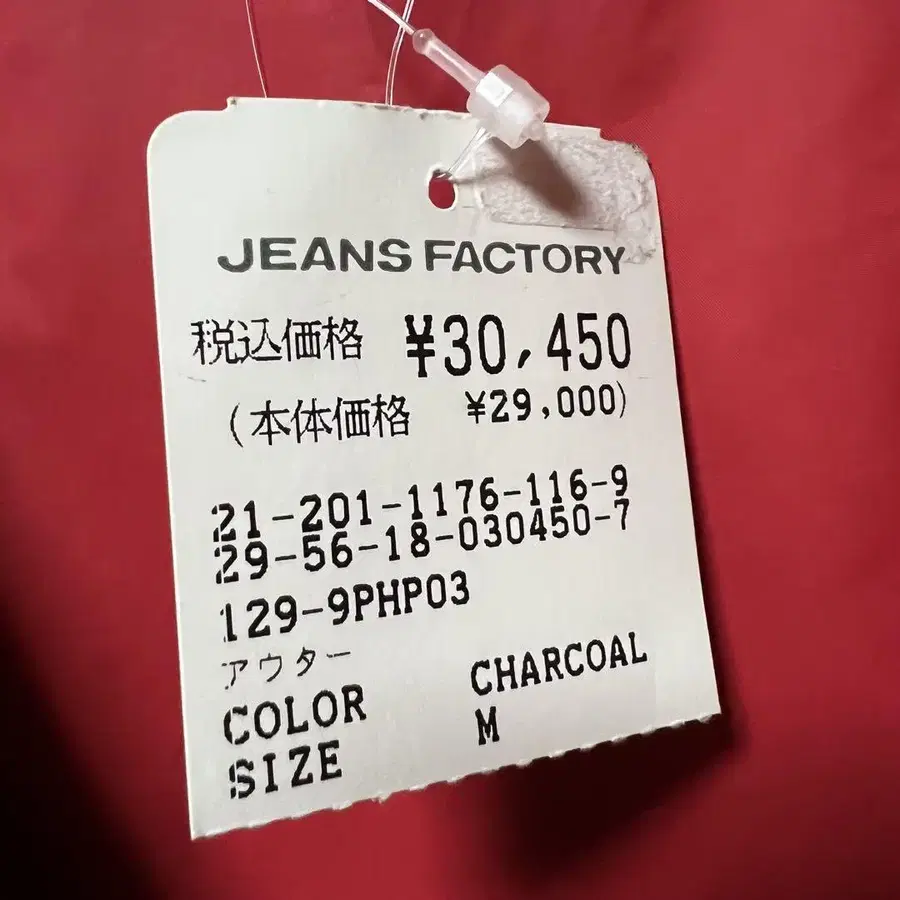 JEANS FACTORY
税込価格 ¥30,450
(本体価格 ¥29,000)
21-201-1176-116-9
29-56-18-030450-7
129-9PHP03
アウター
COLOR CHARCOAL
SIZE M